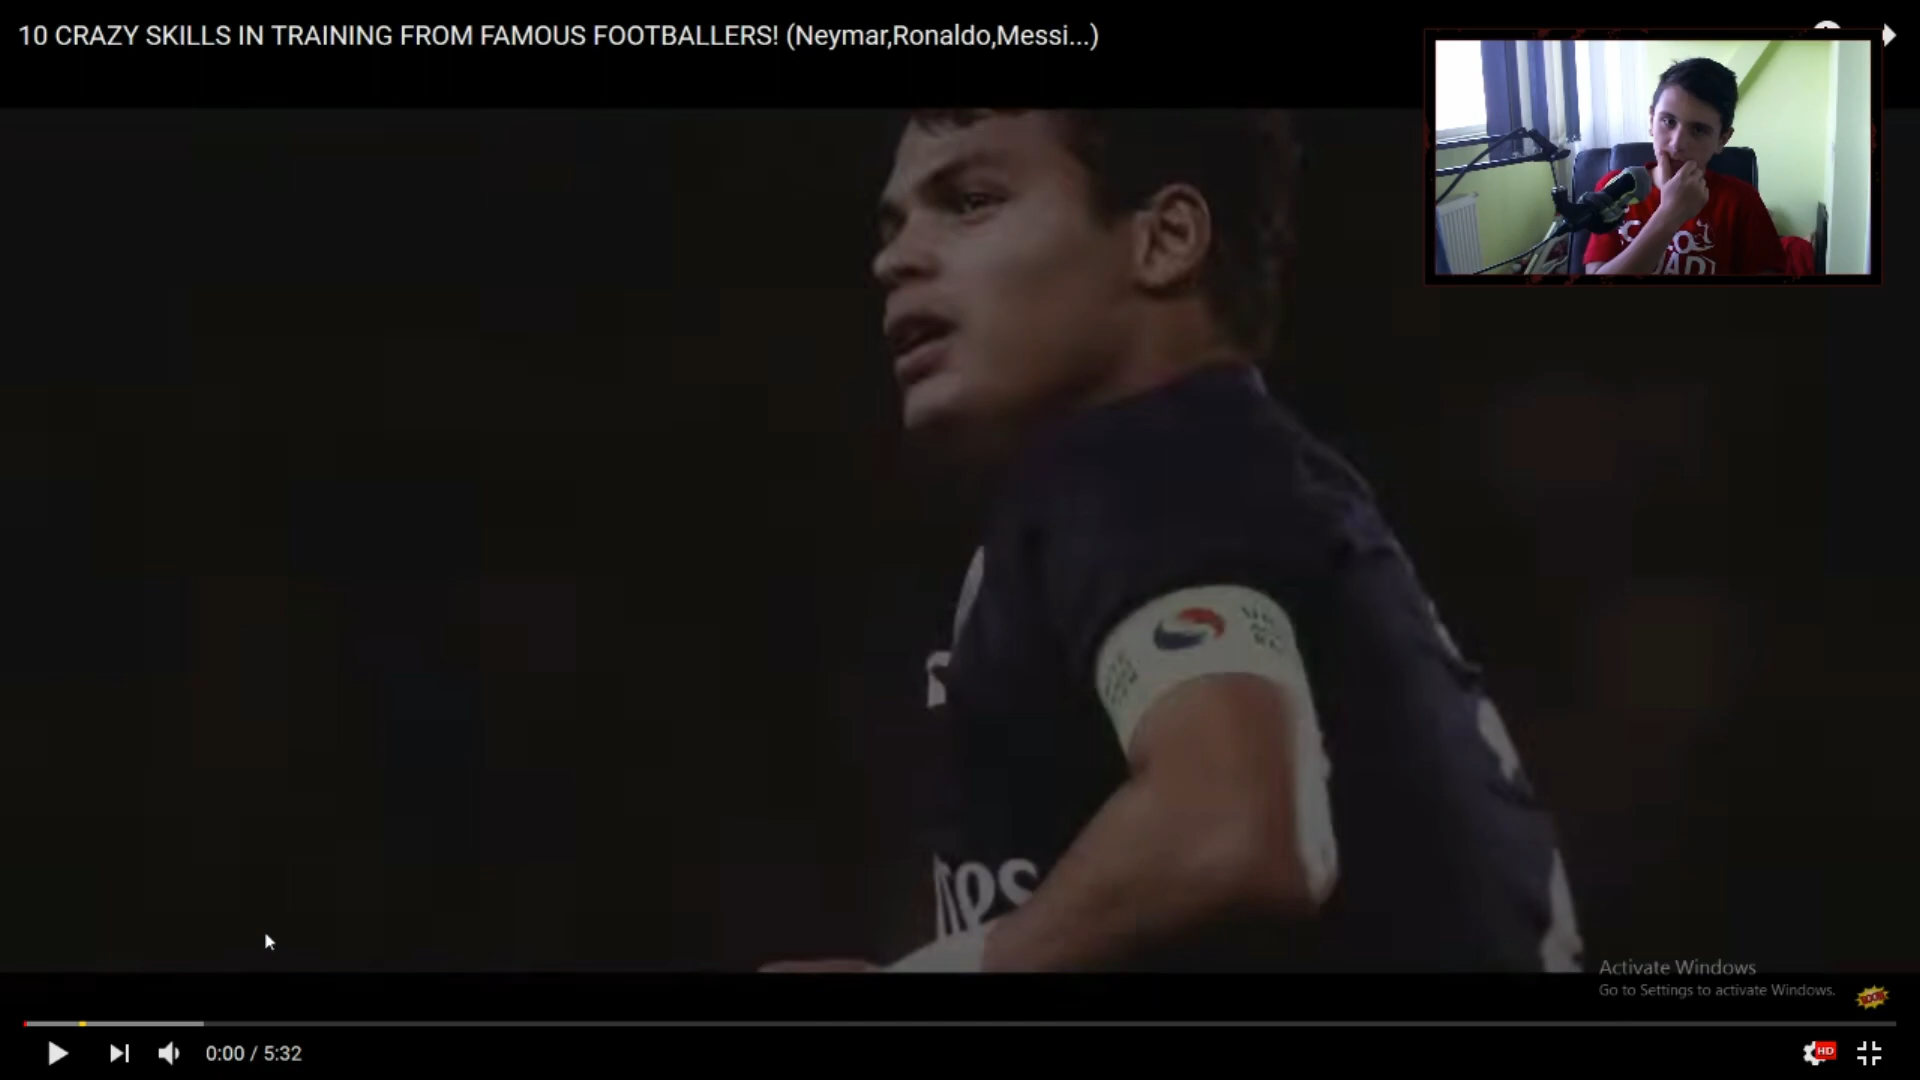 10 CRAZY SKILLS IN TRAINING FROM FAMOUS FOOTBALLERS! (Neymar,Ronaldo,Messi...)
Activate Windows
Go to Settings to activate Windows.
0:00 / 5:32
HD